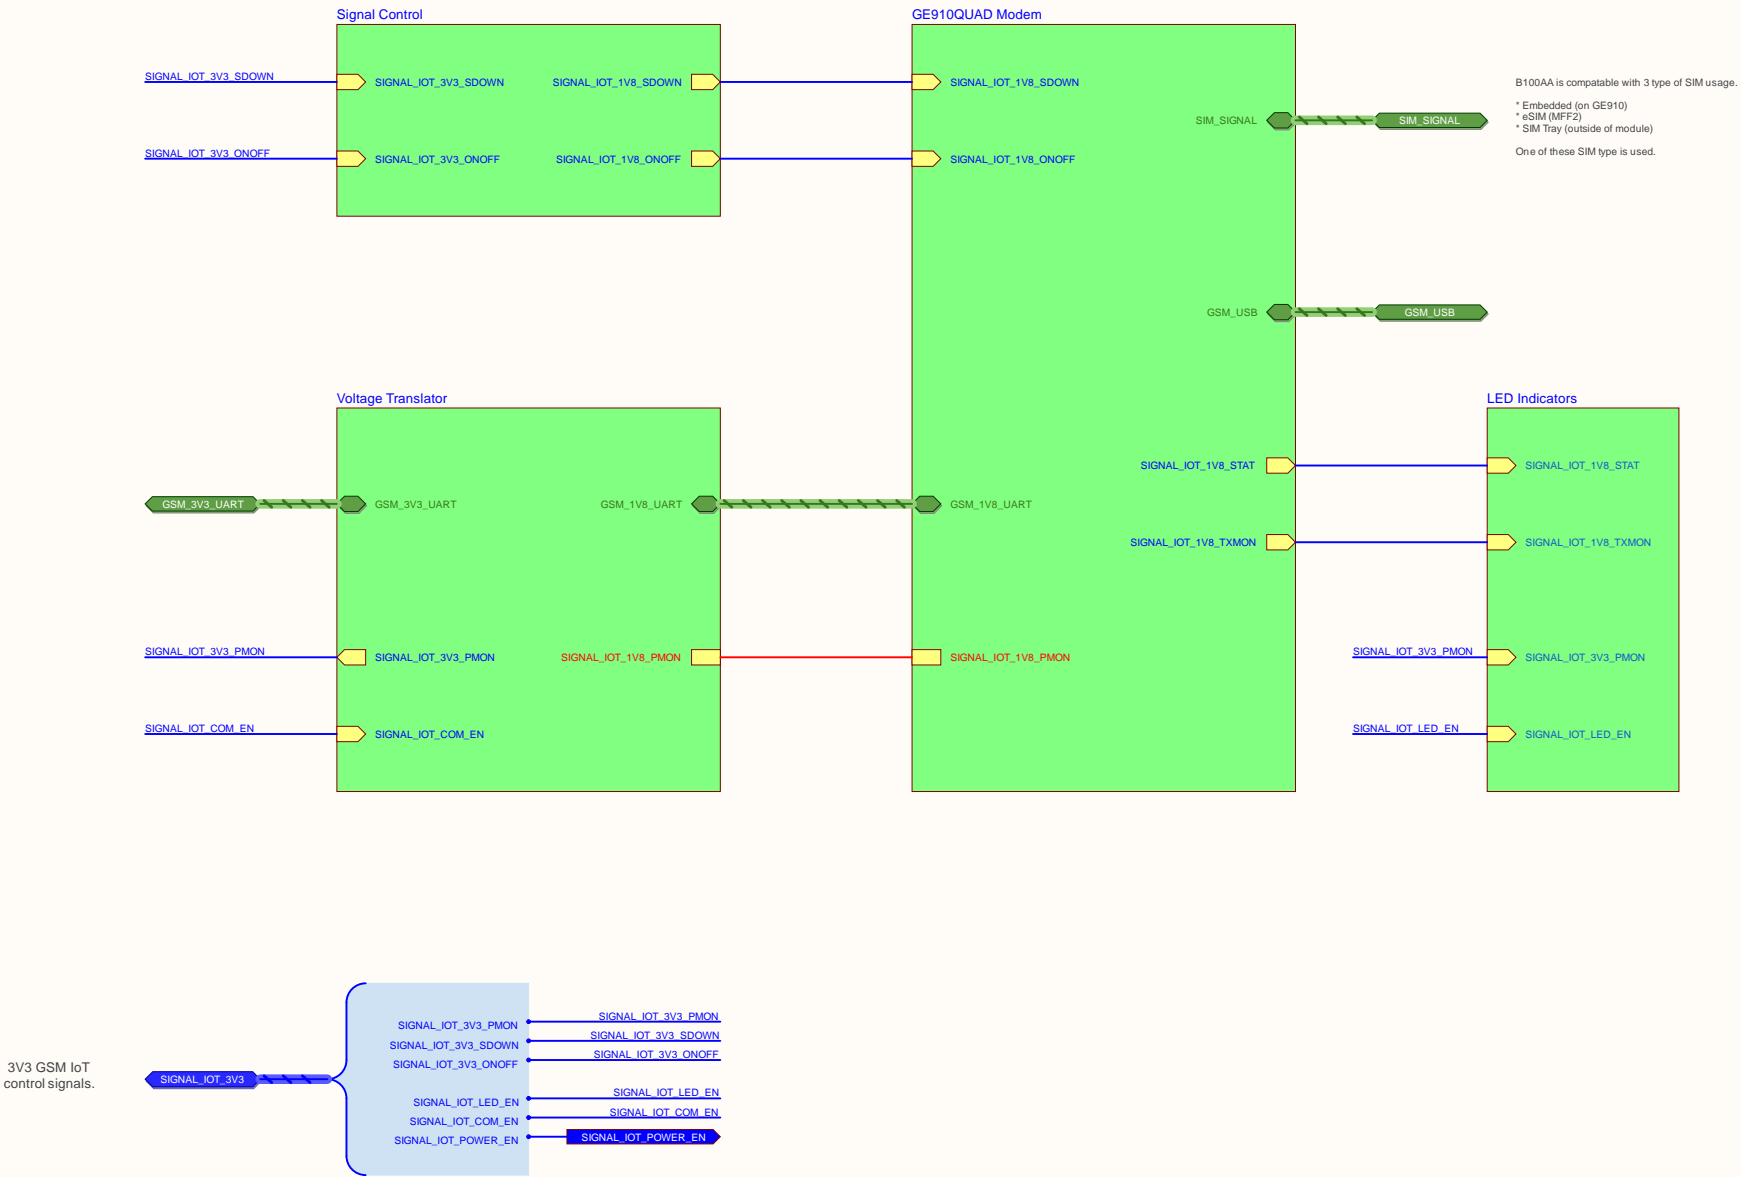 Signal Control
SIGNAL_IOT_3V3_SDOWN
SIGNAL_IOT_3V3_SDOWN
SIGNAL_IOT_1V8_SDOWN
SIGNAL_IOT_3V3_ONOFF
SIGNAL_IOT_3V3_ONOFF
SIGNAL_IOT_1V8_ONOFF
GE910QUAD Modem
SIGNAL_IOT_1V8_SDOWN
SIM_SIGNAL
SIM_SIGNAL
SIGNAL_IOT_1V8_ONOFF
GSM_USB
GSM_USB
SIGNAL_IOT_1V8_STAT
GSM_1V8_UART
SIGNAL_IOT_1V8_TXMON
SIGNAL_IOT_1V8_PMON
B100AA is compatable with 3 type of SIM usage.
* Embedded (on GE910)
* eSIM (MFF2)
* SIM Tray (outside of module)
One of these SIM type is used.
Voltage Translator
GSM_3V3_UART
GSM_3V3_UART
GSM_1V8_UART
SIGNAL_IOT_3V3_PMON
SIGNAL_IOT_3V3_PMON
SIGNAL_IOT_1V8_PMON
SIGNAL_IOT_COM_EN
SIGNAL_IOT_COM_EN
LED Indicators
SIGNAL_IOT_1V8_STAT
SIGNAL_IOT_1V8_TXMON
SIGNAL_IOT_3V3_PMON
SIGNAL_IOT_3V3_PMON
SIGNAL_IOT_LED_EN
SIGNAL_IOT_LED_EN
3V3 GSM IoT
control signals.
SIGNAL_IOT_3V3
SIGNAL_IOT_3V3_PMON
SIGNAL_IOT_3V3_PMON
SIGNAL_IOT_3V3_SDOWN
SIGNAL_IOT_3V3_SDOWN
SIGNAL_IOT_3V3_ONOFF
SIGNAL_IOT_3V3_ONOFF
SIGNAL_IOT_LED_EN
SIGNAL_IOT_LED_EN
SIGNAL_IOT_COM_EN
SIGNAL_IOT_COM_EN
SIGNAL_IOT_POWER_EN
SIGNAL_IOT_POWER_EN